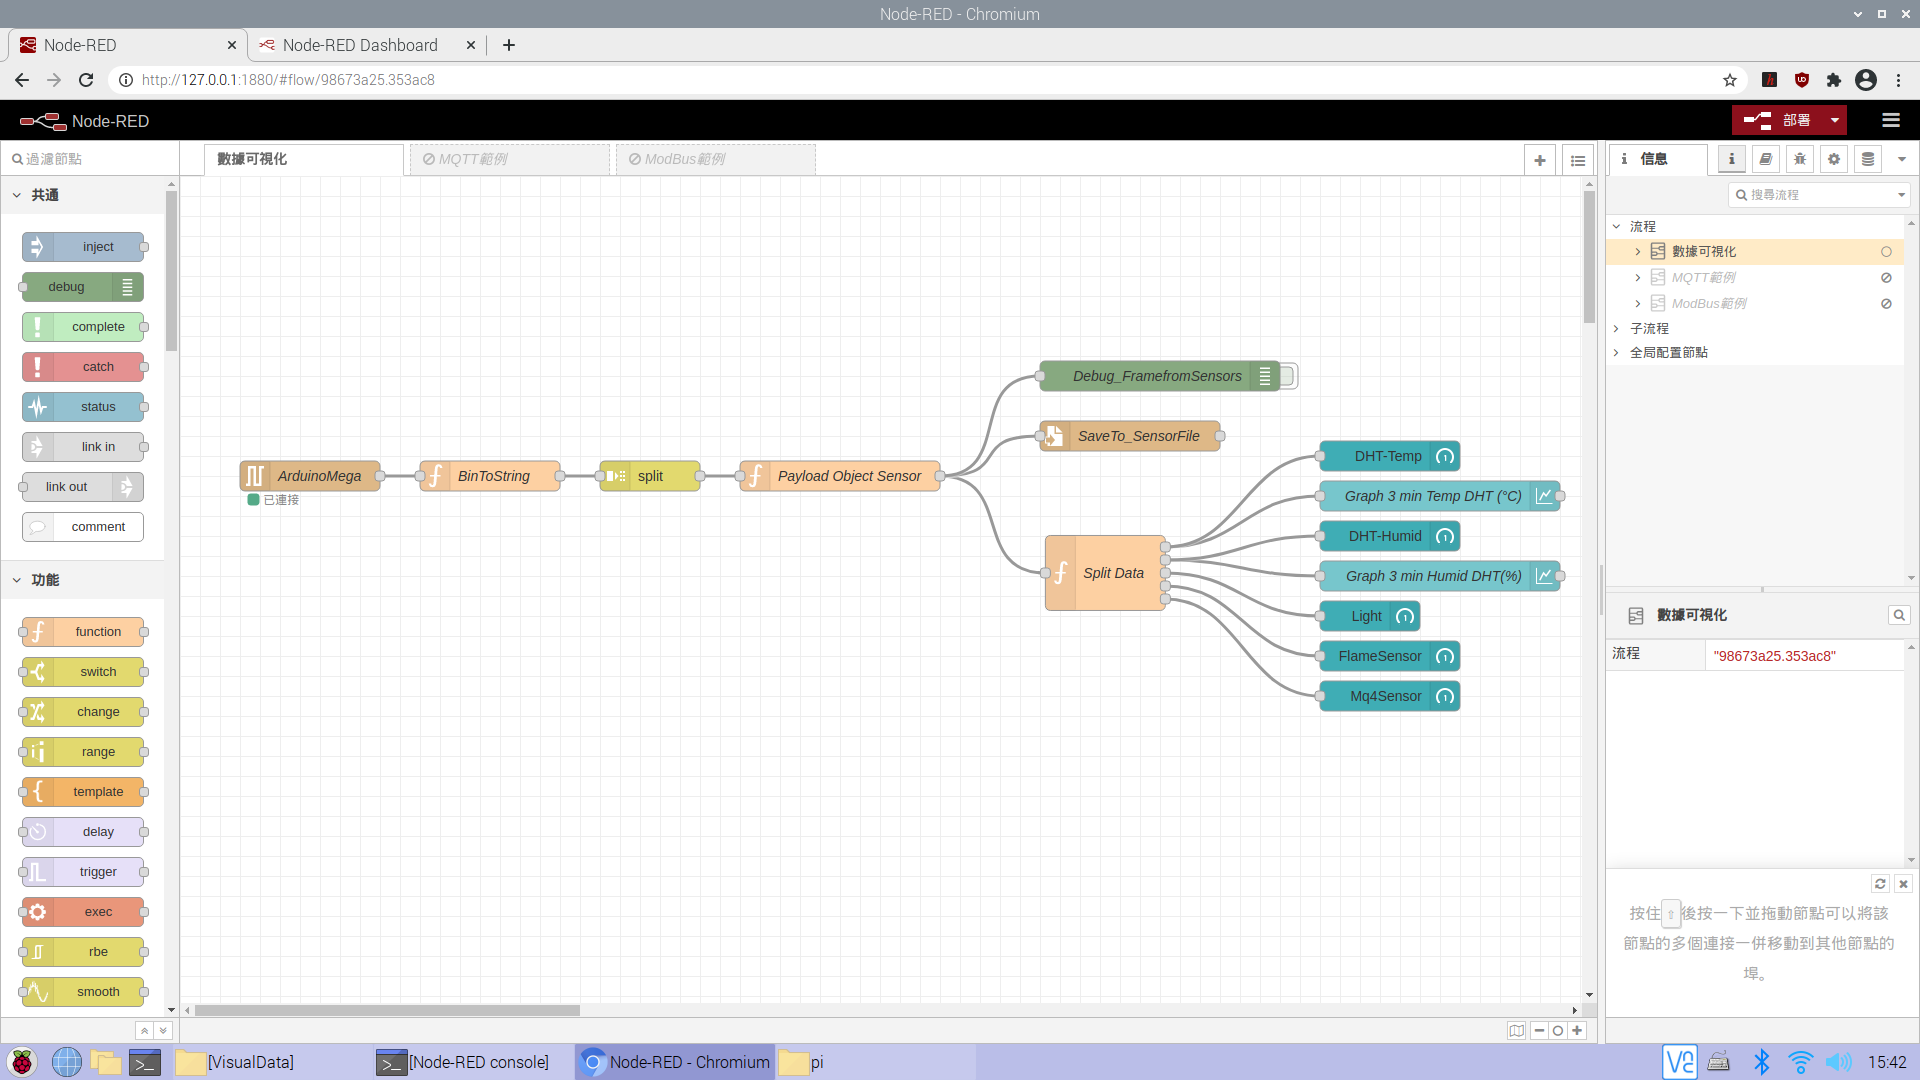 Node-RED - Chromium
Node-RED
Node-RED Dashboard
http://127.0.0.1:1880/#flow/98673a25.353ac8
Node-RED
部署
過濾節點
數據可視化
MQTT範例
ModBus範例
信息
搜尋流程
共通
inject
debug
complete
catch
status
link in
link out
comment
功能
function
switch
change
range
template
delay
trigger
exec
rbe
smooth
ArduinoMega
已連接
BinToString
split
Payload Object Sensor
Debug_FramefromSensors
SaveTo_SensorFile
Split Data
DHT-Temp
Graph 3 min Temp DHT (°C)
DHT-Humid
Graph 3 min Humid DHT(%)
Light
FlameSensor
Mq4Sensor
流程
數據可視化
MQTT範例
ModBus範例
子流程
全局配置節點
數據可視化
流程
"98673a25.353ac8"
按住⇧後按一下並拖動節點可以將該
節點的多個連接一併移動到其他節點的
埠。
[VisualData]
[Node-RED console]
Node-RED - Chromium
pi
15:42